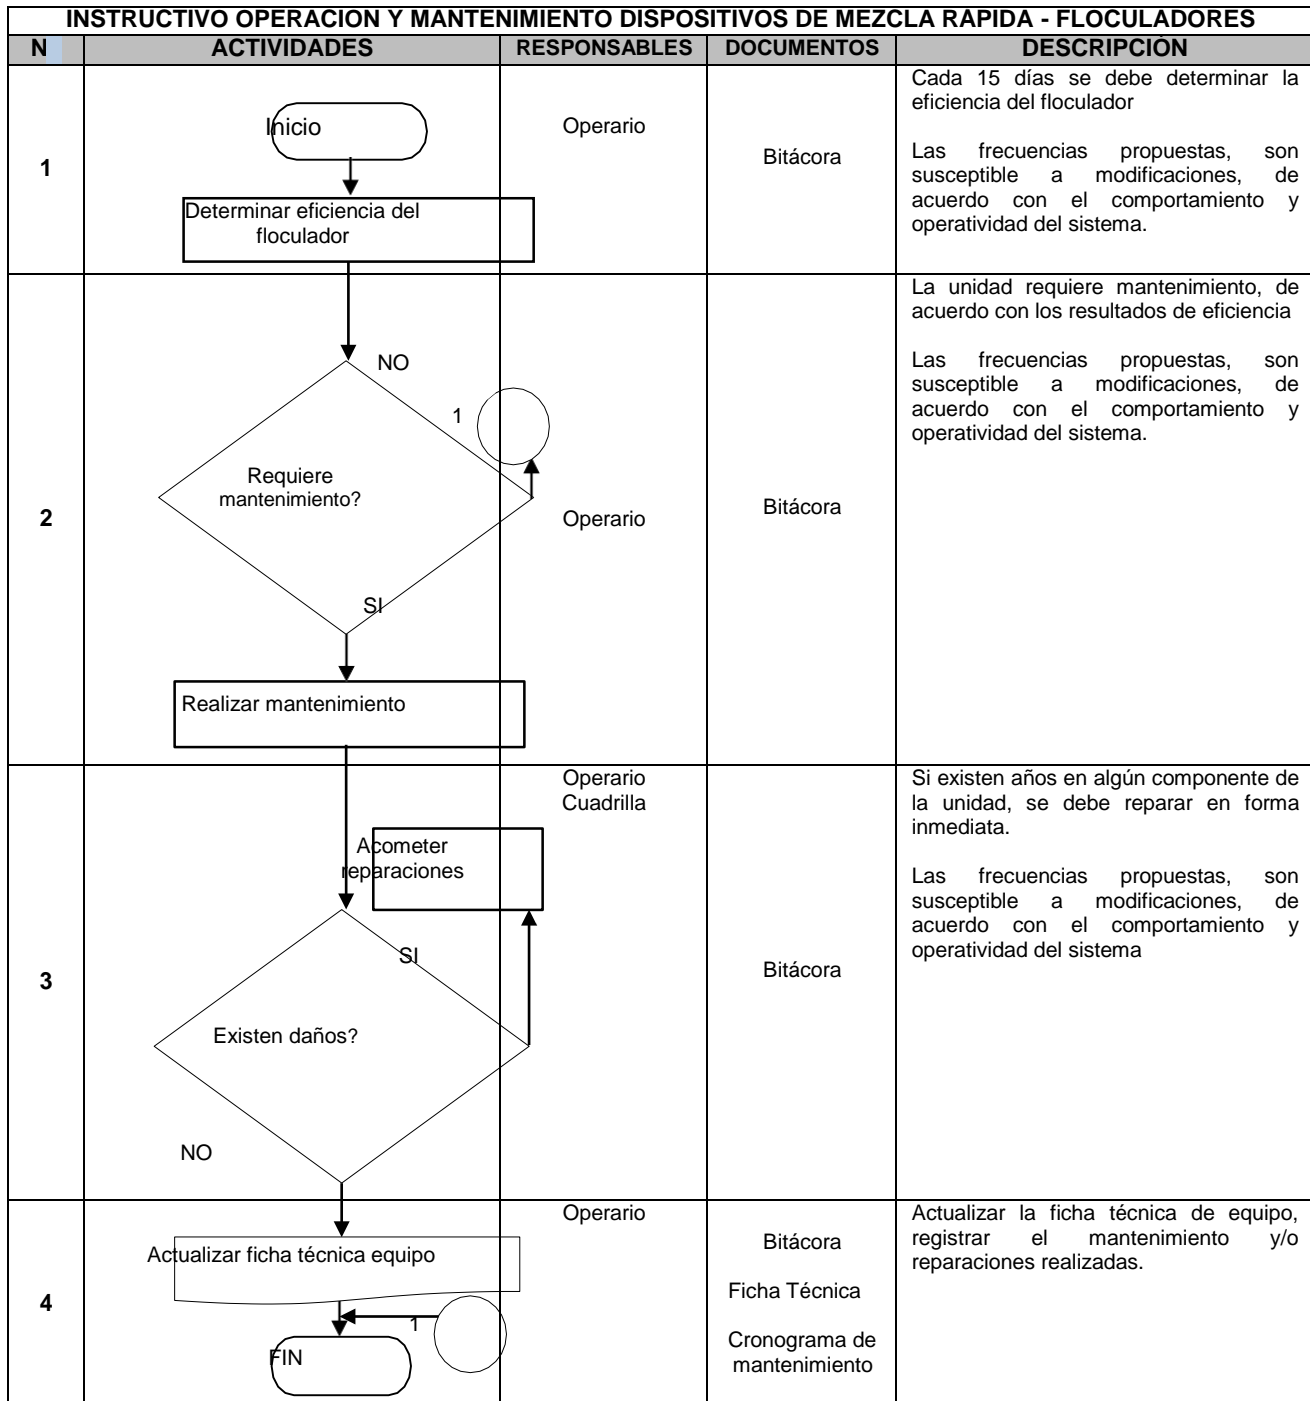 INSTRUCTIVO OPERACION Y MANTENIMIENTO DISPOSITIVOS DE MEZCLA RAPIDA - FLOCULADORES
N ACTIVIDADES RESPONSABLES DOCUMENTOS DESCRIPCIÓN
1
Inicio
Determinar eficiencia del
floculador
Operario
Bitácora
Cada 15 días se debe determinar la
eficiencia del floculador
Las frecuencias propuestas, son
susceptible a modificaciones, de
acuerdo con el comportamiento y
operatividad del sistema.
2
NO
1
Requiere
mantenimiento?
SI
Realizar mantenimiento
Operario
Bitácora
La unidad requiere mantenimiento, de
acuerdo con los resultados de eficiencia
Las frecuencias propuestas, son
susceptible a modificaciones, de
acuerdo con el comportamiento y
operatividad del sistema.
3
Acometer
reparaciones
SI
Existen daños?
NO
Operario
Cuadrilla
Bitácora
Si existen años en algún componente de
la unidad, se debe reparar en forma
inmediata.
Las frecuencias propuestas, son
susceptible a modificaciones, de
acuerdo con el comportamiento y
operatividad del sistema
4
Actualizar ficha técnica equipo
1
FIN
Operario
Bitácora
Ficha Técnica
Cronograma de
mantenimiento
Actualizar la ficha técnica de equipo,
registrar el mantenimiento y/o
reparaciones realizadas.